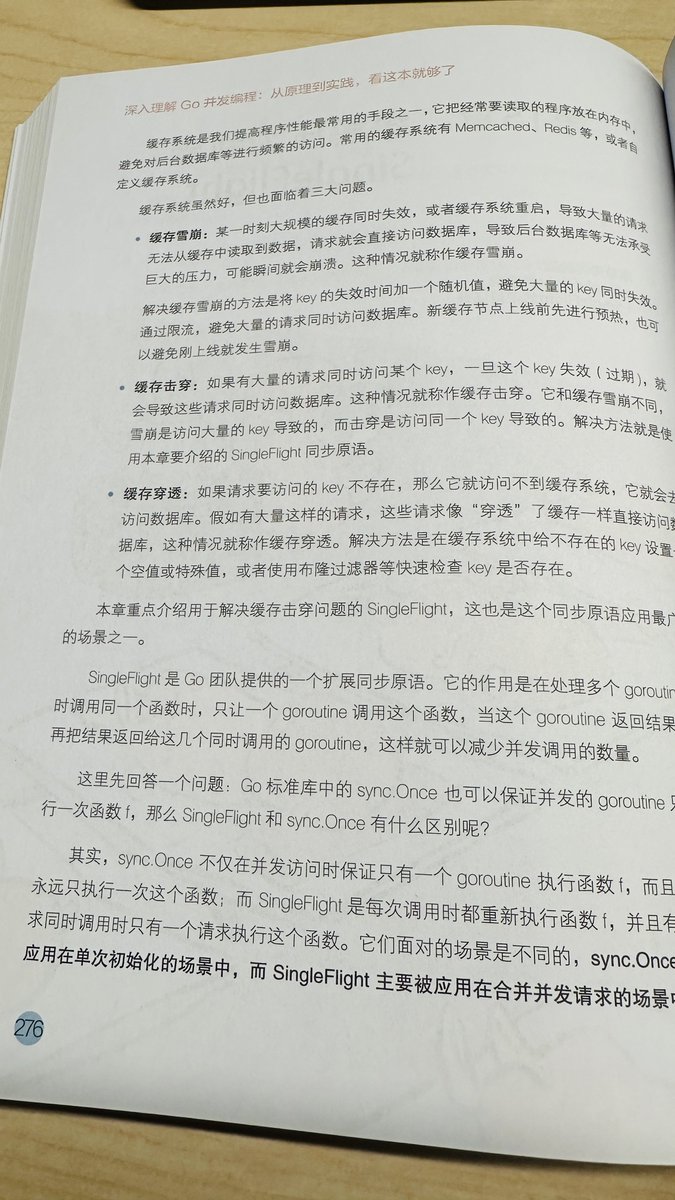 深入理解 Go 并发编程：从原理到实践，看这本就够了
缓存系统是我们提高程序性能最常用的手段之一，它把经常要读取的程序放在内存中，
避免对后台数据库等进行频繁的访问。常用的缓存系统有 Memcached、Redis 等，或者自
定义缓存系统。
缓存系统虽然好，但也面临着三大问题。
• 缓存雪崩：某一时刻大规模的缓存同时失效，或者缓存系统重启，导致大量的请求
无法从缓存中读取到数据，请求就会直接访问数据库，导致后台数据库等无法承受
巨大的压力，可能瞬间就会崩溃。这种情况就称作缓存雪崩。
解决缓存雪崩的方法是将 key 的失效时间加一个随机值，避免大量的 key 同时失效。
通过限流，避免大量的请求同时访问数据库。新缓存节点上线前先进行预热，也可
以避免刚上线就发生雪崩。
• 缓存击穿：如果有大量的请求同时访问某个 key，一旦这个 key 失效（过期），就
会导致这些请求同时访问数据库。这种情况就称作缓存击穿。它和缓存雪崩不同，
雪崩是访问大量的 key 导致的，而击穿是访问同一个 key 导致的。解决方法就是使
用本章要介绍的 SingleFlight 同步原语。
• 缓存穿透：如果请求要访问的 key 不存在，那么它就访问不到缓存系统，它就会去
访问数据库。假如有大量这样的请求，这些请求像“穿透”了缓存一样直接访问数
据库，这种情况就称作缓存穿透。解决方法是在缓存系统中给不存在的 key 设置
个空值或特殊值，或者使用布隆过滤器等快速检查 key 是否存在。
本章重点介绍用于解决缓存击穿问题的 SingleFlight，这也是这个同步原语应用最广
的场景之一。
SingleFlight 是 Go 团队提供的一个扩展同步原语。它的作用是在处理多个 goroutin
时调用同一个函数时，只让一个 goroutine 调用这个函数，当这个 goroutine 返回结果
再把结果返回给这几个同时调用的 goroutine，这样就可以减少并发调用的数量。
这里先回答一个问题：Go 标准库中的 sync.Once 也可以保证并发的 goroutine 只
行一次函数 f，那么 SingleFlight 和 sync.Once 有什么区别呢？
其实，sync.Once 不仅在并发访问时保证只有一个 goroutine 执行函数 f，而且
永远只执行一次这个函数；而 SingleFlight 是每次调用时都重新执行函数 f，并且有
求同时调用时只有一个请求执行这个函数。它们面对的场景是不同的，sync.Once
应用在单次初始化的场景中，而 SingleFlight 主要被应用在合并并发请求的场景中
276